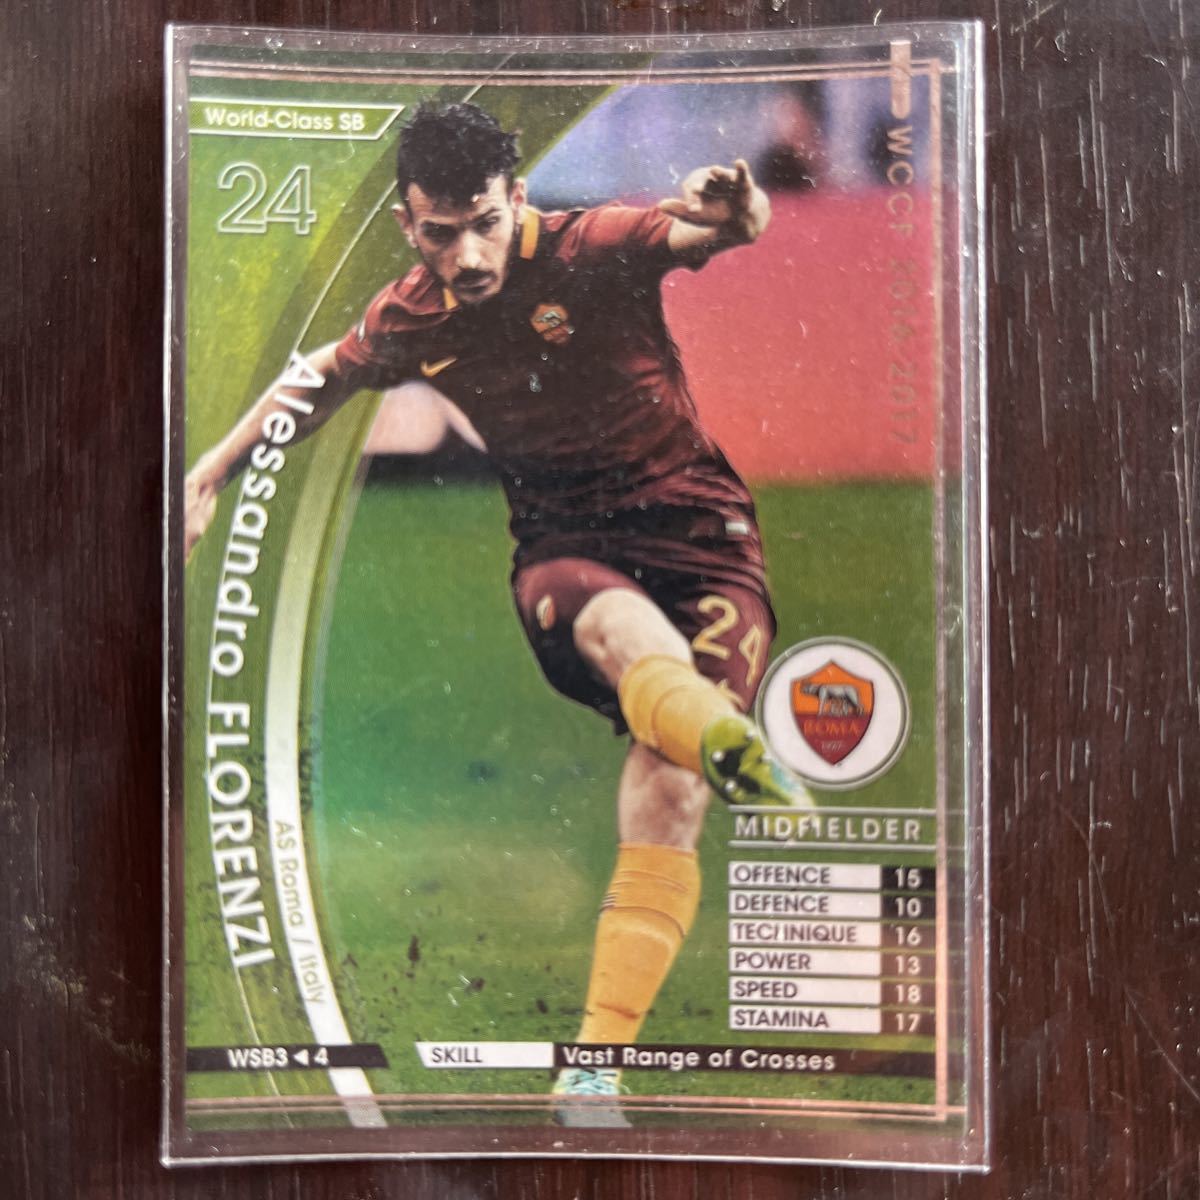 World-Class SB
24
WCCF 2016-2017
Alessandro FLORENZI
AS Roma / Italy
24
ROMA
1927
MIDFIELDER
OFFENCE 15
DEFENCE 10
TECHNIQUE 16
POWER 13
SPEED 18
STAMINA 17
WSB3 ◀ 4
SKILL Vast Range of Crosses